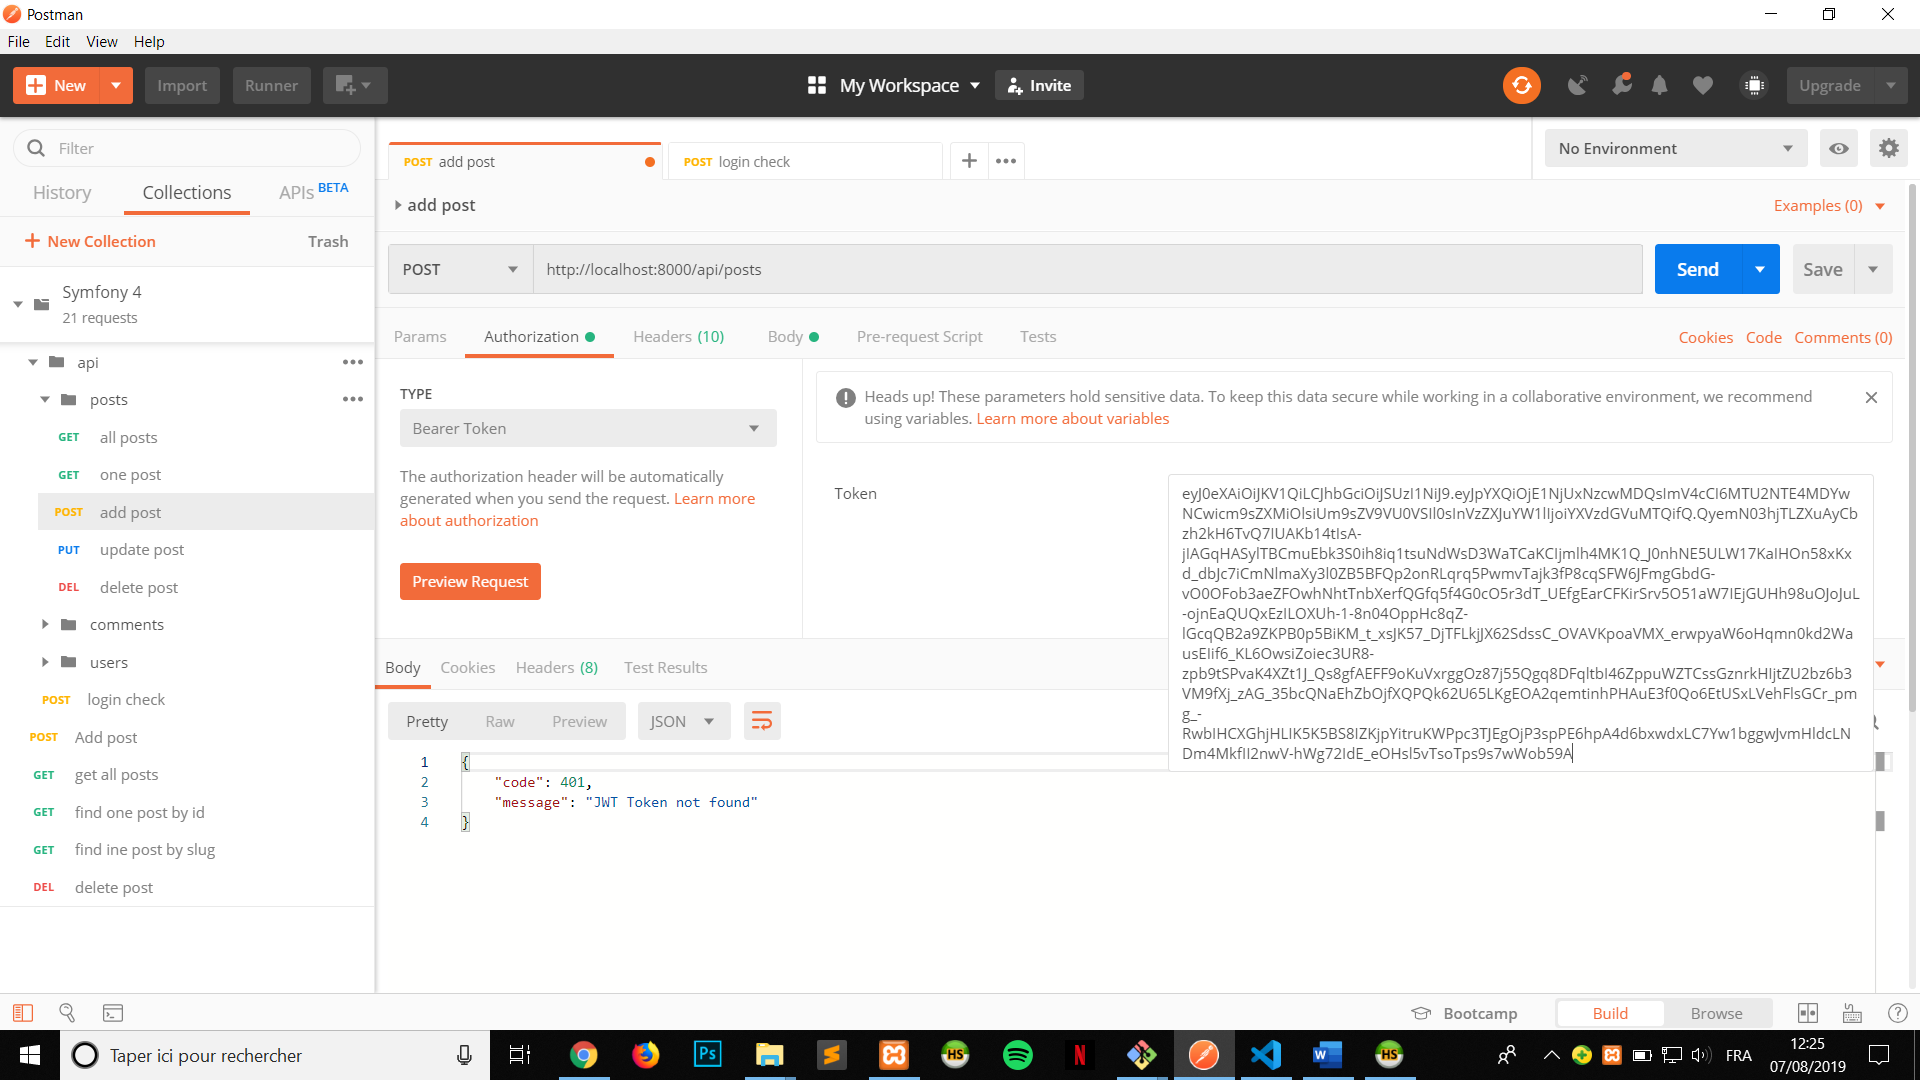 Postman
File Edit View Help
New Import Runner My Workspace Invite Upgrade
Filter
History Collections APIs BETA
New Collection Trash
Symfony 4
21 requests
api
posts
GET all posts
GET one post
POST add post
PUT update post
DEL delete post
comments
users
POST login check
POST Add post
GET get all posts
GET find one post by id
GET find ine post by slug
DEL delete post
POST add post POST login check
No Environment
add post
Examples (0)
POST http://localhost:8000/api/posts Send Save
Params Authorization Headers (10) Body Pre-request Script Tests
Cookies Code Comments (0)
TYPE
Bearer Token
The authorization header will be automatically
generated when you send the request. Learn more
about authorization
Preview Request
Heads up! These parameters hold sensitive data. To keep this data secure while working in a collaborative environment, we recommend
using variables. Learn more about variables
Token
Body Cookies Headers (8) Test Results
Pretty Raw Preview JSON
1 {
2 "code": 401,
3 "message": "JWT Token not found"
4 }
Bootcamp Build Browse
Taper ici pour rechercher
Ps
HS
N
W
HS
FRA
12:25
07/08/2019